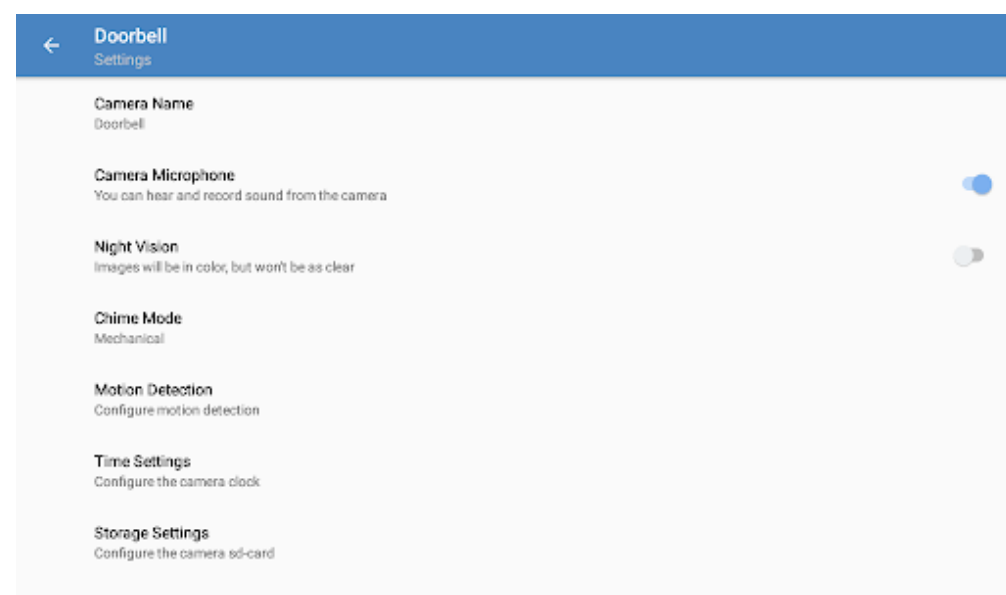 Doorbell
Settings
Camera Name
Doorbell
Camera Microphone
You can hear and record sound from the camera
Night Vision
Images will be in color, but won't be as clear
Chime Mode
Mechanical
Motion Detection
Configure motion detection
Time Settings
Configure the camera clock
Storage Settings
Configure the camera sd-card